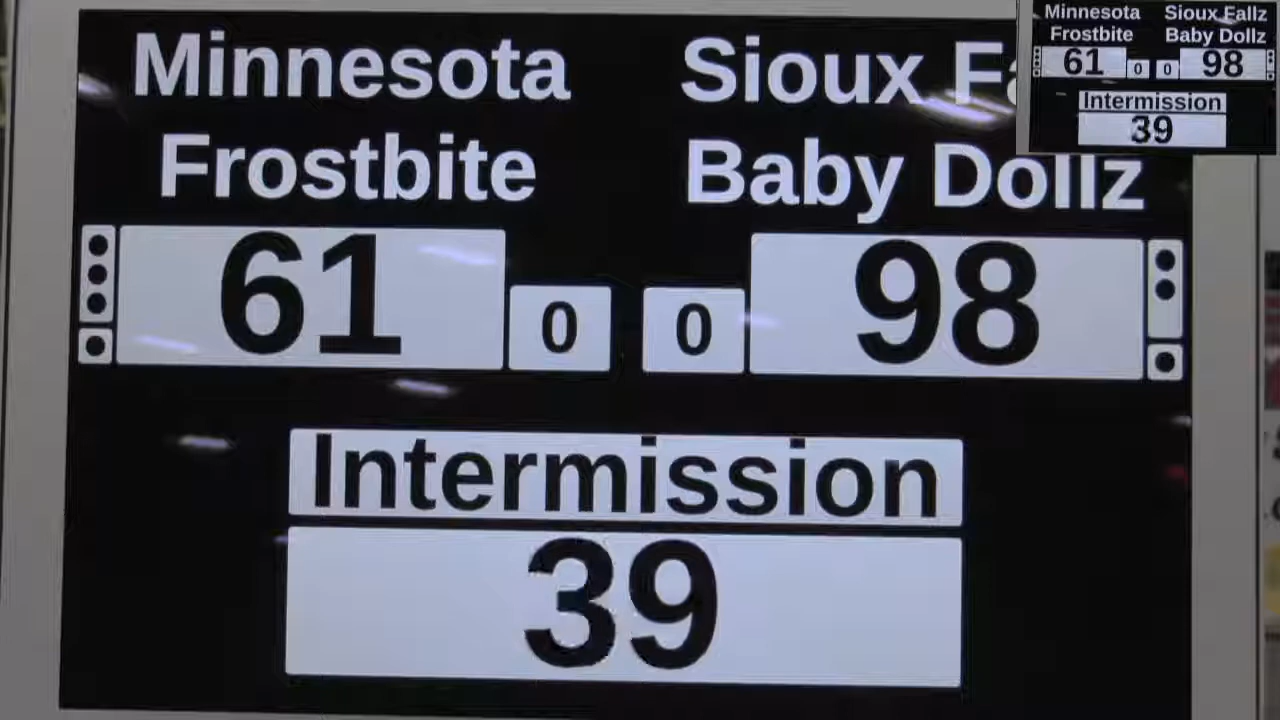 Minnesota
Frostbite
61
0
Sioux Fa
Baby Dollz
0
98
Intermission
39
Minnesota
Frostbite
61
0
Sioux Fallz
Baby Dollz
0
98
Intermission
39